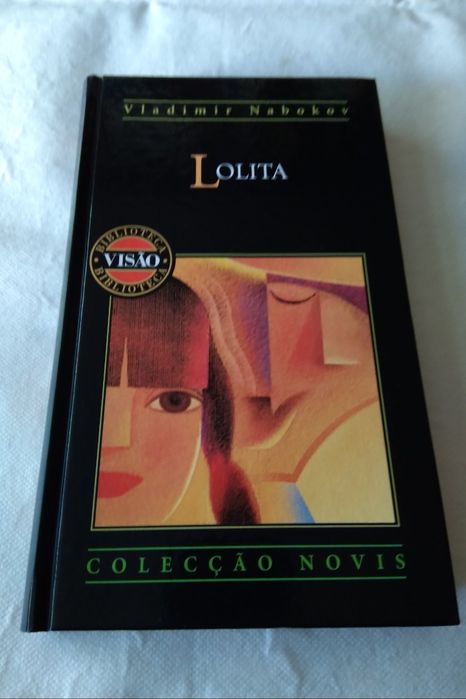 Vladimir Nabokov
LOLITA
BIBLIOTECA
VISÃO
BIBLIOTECA
COLECÇÃO NOVIS